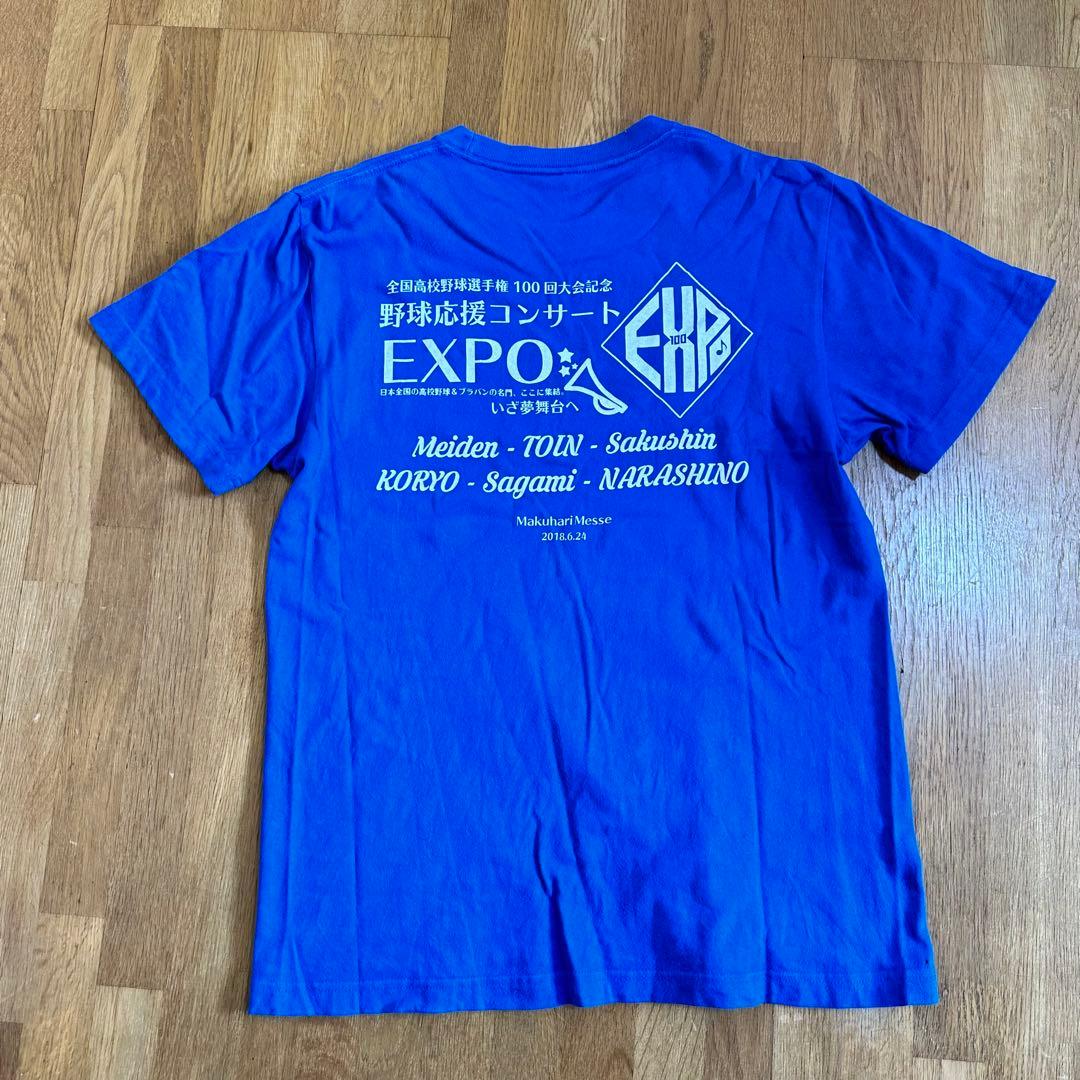 全国高校野球選手権 100 回大会記念
野球応援コンサート
EXPO
日本全国の高校野球＆ブラバンの名門、ここに集結。
いざ夢舞台へ
EXPO
100
Meiden - TOIN - Sakushin
KORYO - Sagami - NARASHINO
Makuhari Messe
2018.6.24